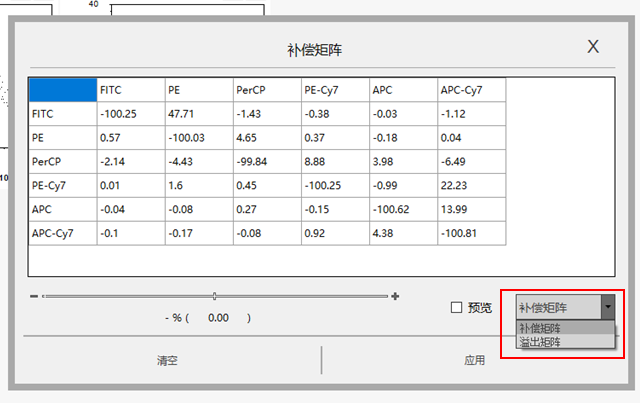 40
补偿矩阵
X
FITC PE PerCP PE-Cy7 APC APC-Cy7
FITC -100.25 47.71 -1.43 -0.38 -0.03 -1.12
PE 0.57 -100.03 4.65 0.37 -0.18 0.04
PerCP -2.14 -4.43 -99.84 8.88 3.98 -6.49
PE-Cy7 0.01 1.6 0.45 -100.25 -0.99 22.23
APC -0.04 -0.08 0.27 -0.15 -100.62 13.99
APC-Cy7 -0.1 -0.17 -0.08 0.92 4.38 -100.81
10
预览 补偿矩阵
- % ( 0.00 )
补偿矩阵
溢出矩阵
清空 应用